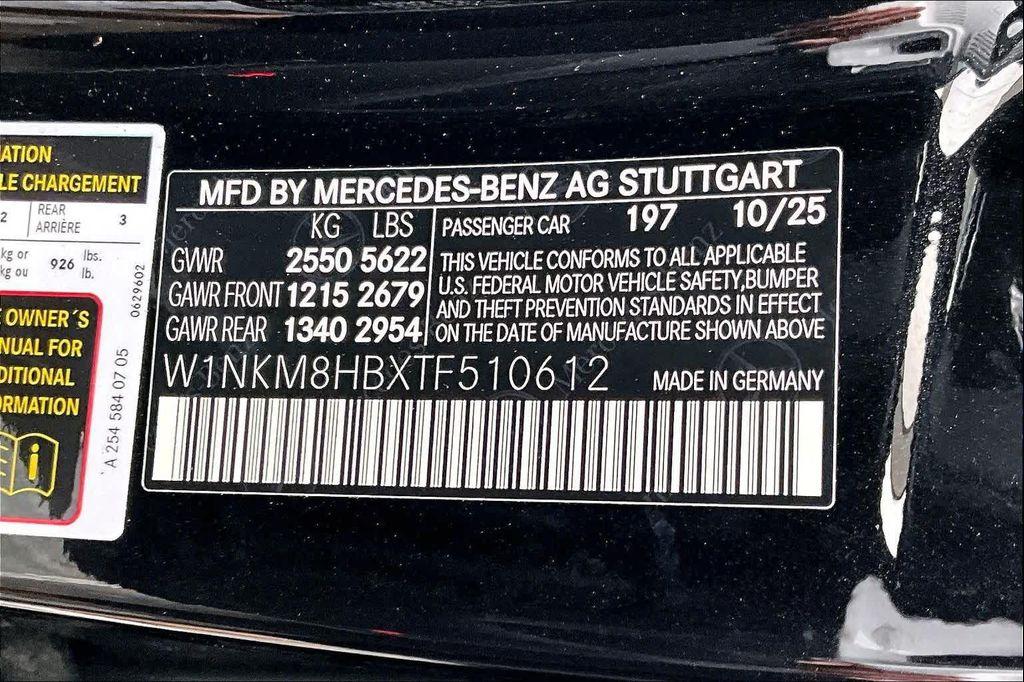 ATION
LE CHARGEMENT
2 REAR ARRIÈRE 3
kg or
kg ou 926 lbs.
lb.
E OWNER´S
NUAL FOR
DITIONAL
ORMATION
0629602
A 254 584 07 05
MFD BY MERCEDES-BENZ AG STUTTGART
KG LBS
GVWR 2550 5622
GAWR FRONT 1215 2679
GAWR REAR 1340 2954
PASSENGER CAR 197 10/25
THIS VEHICLE CONFORMS TO ALL APPLICABLE
U.S. FEDERAL MOTOR VEHICLE SAFETY,BUMPER
AND THEFT PREVENTION STANDARDS IN EFFECT
ON THE DATE OF MANUFACTURE SHOWN ABOVE
W1NKM8HBXTF510612 MADE IN GERMANY